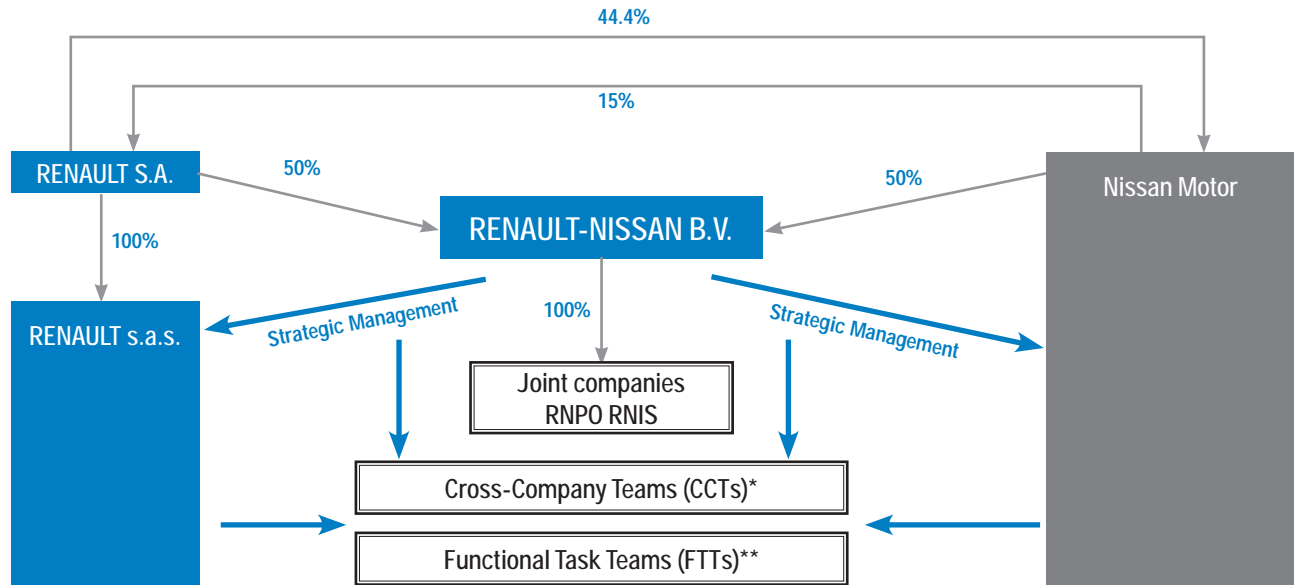 44.4%
15%
RENAULT S.A.
50%
50%
Nissan Motor
RENAULT-NISSAN B.V.
100%
RENAULT s.a.s.
Strategic Management
100%
Strategic Management
Joint companies
RNPO RNIS
Cross-Company Teams (CCTs)*
Functional Task Teams (FTTs)**